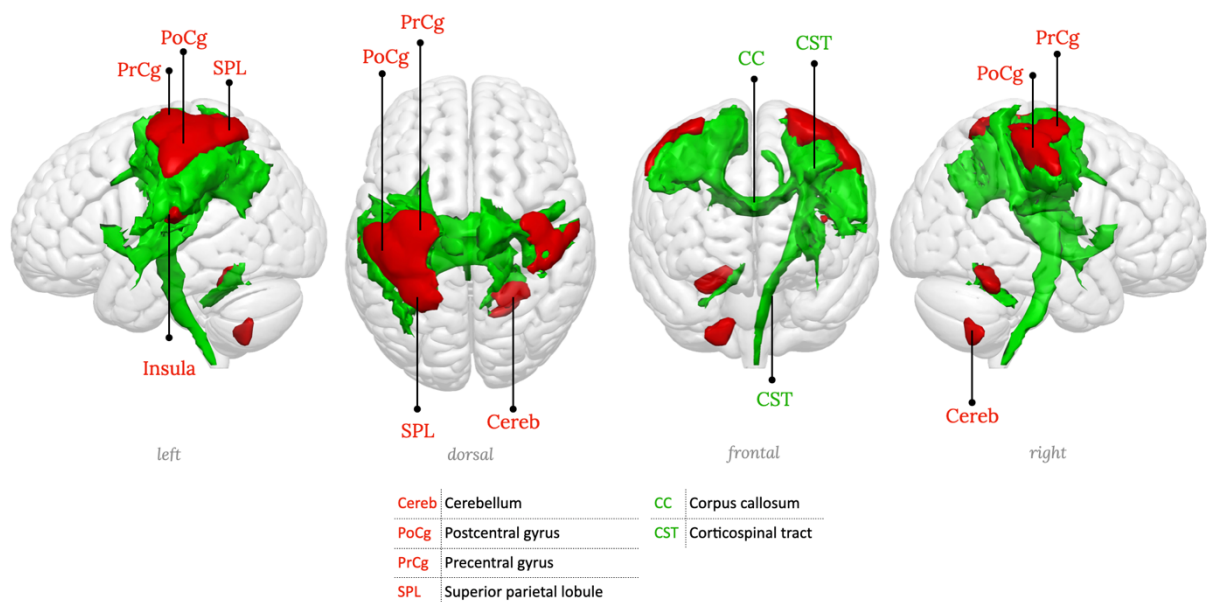 PoCg
PrCg
SPL
Insula
left
PrCg
PoCg
SPL
Cereb
dorsal
CC
CST
CST
frontal
PrCg
PoCg
Cereb
right
Cereb Cerebellum
PoCg Postcentral gyrus
PrCg Precentral gyrus
SPL Superior parietal lobule
CC Corpus callosum
CST Corticospinal tract